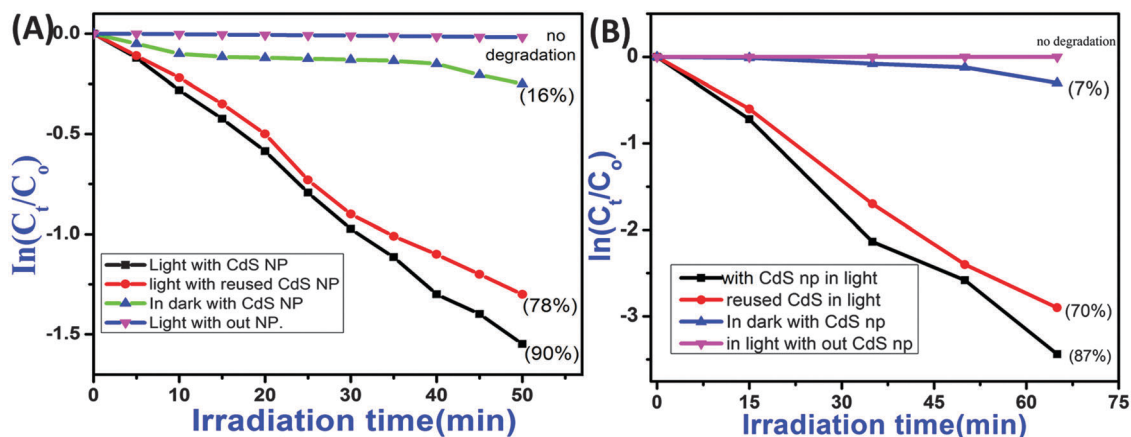 (A)
0.0
-0.5
-1.0
-1.5
ln(Ct/Co)
no
degradation
(16%)
(78%)
(90%)
Light with CdS NP
light with reused CdS NP
In dark with CdS NP
Light with out NP.
0 10 20 30 40 50
Irradiation time(min)
(B)
0
-1
-2
-3
ln(Ct/Co)
no degradation
(7%)
(70%)
(87%)
with CdS np in light
reused CdS in light
In dark with CdS np
in light with out CdS np
0 15 30 45 60 75
Irradiation time(min)